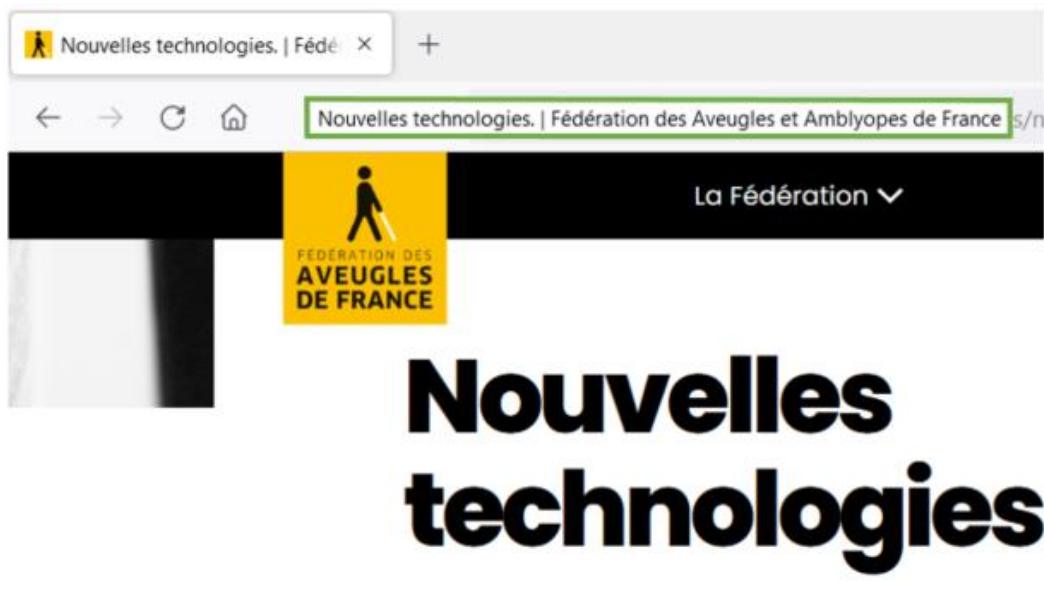 Nouvelles technologies. | Fédé
Nouvelles technologies. | Fédération des Aveugles et Amblyopes de France s/n
La Fédération
FÉDÉRATION DES
AVEUGLES
DE FRANCE
Nouvelles
technologies